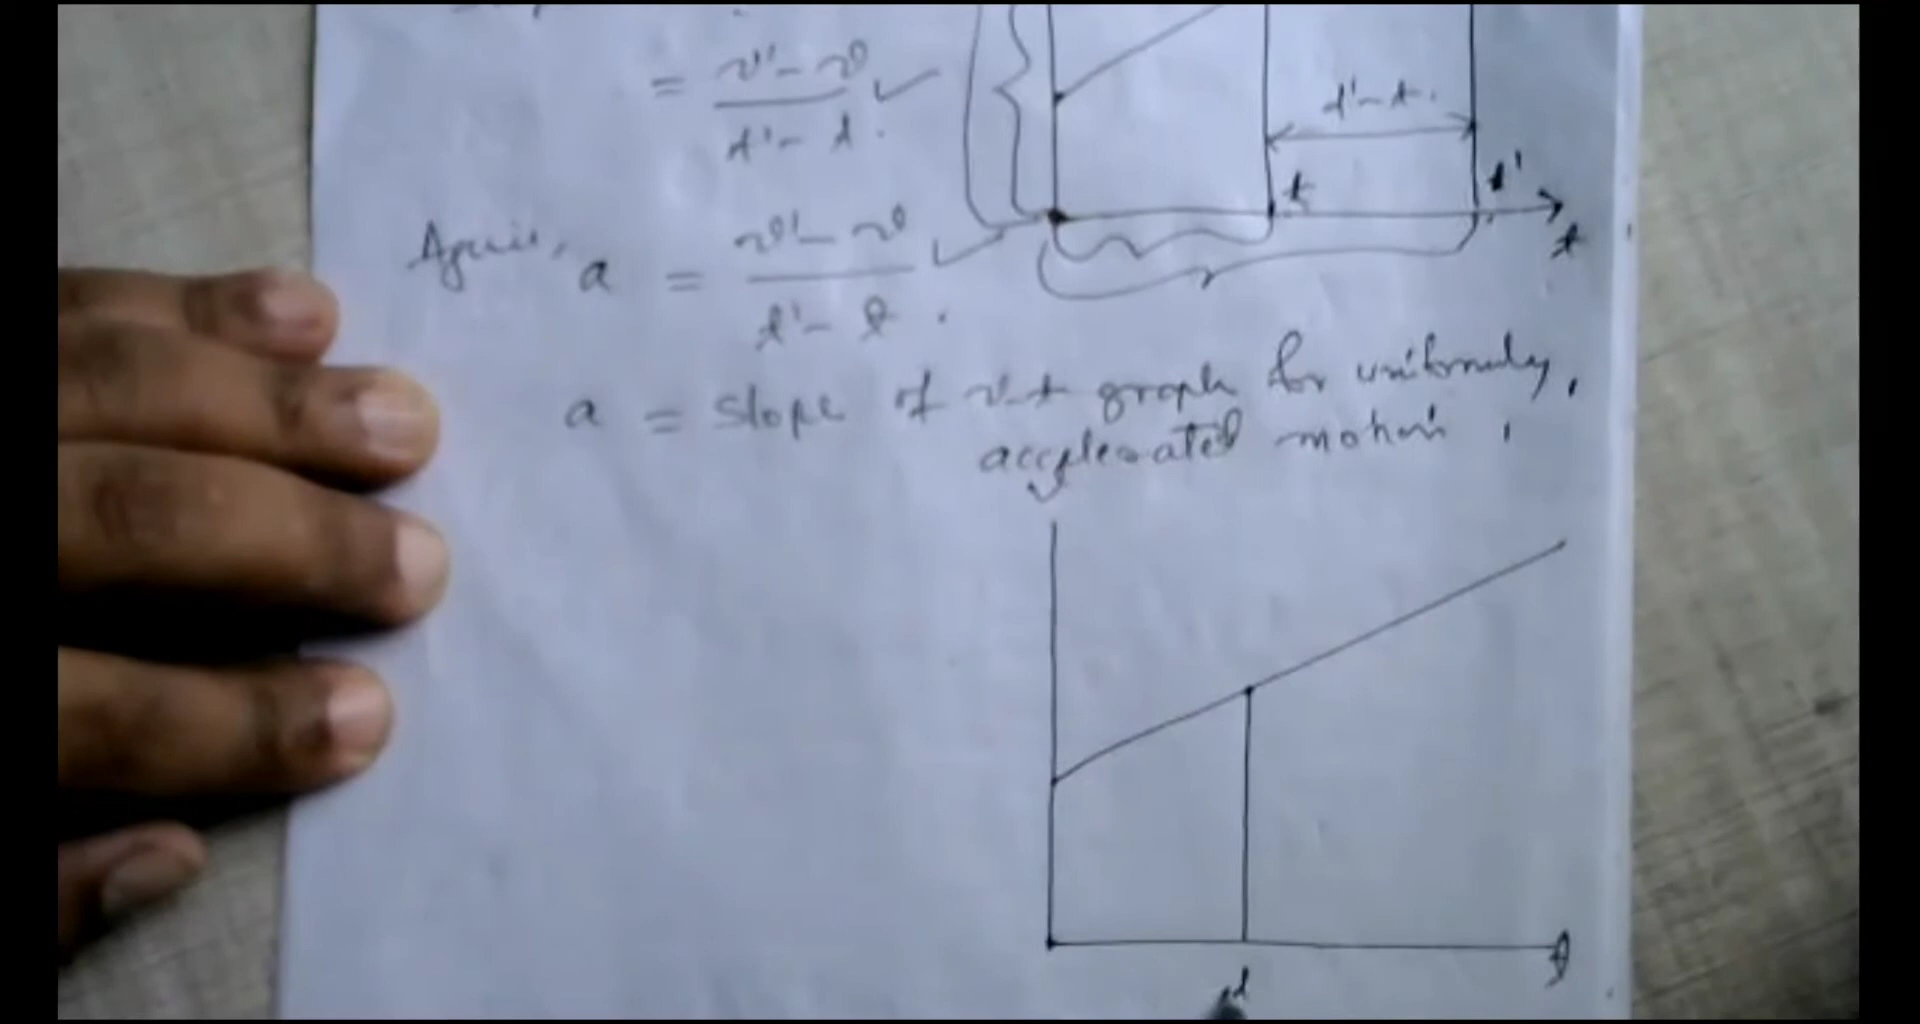 = v' - v / t' - t .
t' - t .
t
t'
t
Again, a = v' - v / t' - t .
a = slope of v-t graph for uniformly,
accelerated motion ,